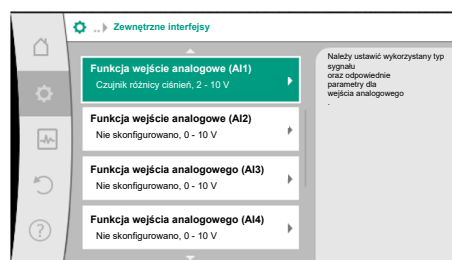 ..› Zewnętrzne interfejsy
Funkcja wejście analogowe (AI1)
Czujnik różnicy ciśnień, 2 - 10 V
Funkcja wejście analogowe (AI2)
Nie skonfigurowano, 0 - 10 V
Funkcja wejścia analogowego (AI3)
Nie skonfigurowano, 0 - 10 V
Funkcja wejścia analogowego (AI4)
Nie skonfigurowano, 0 - 10 V
Należy ustawić wykorzystany typ
sygnału
oraz odpowiednie
parametry dla
wejścia analogowego
.